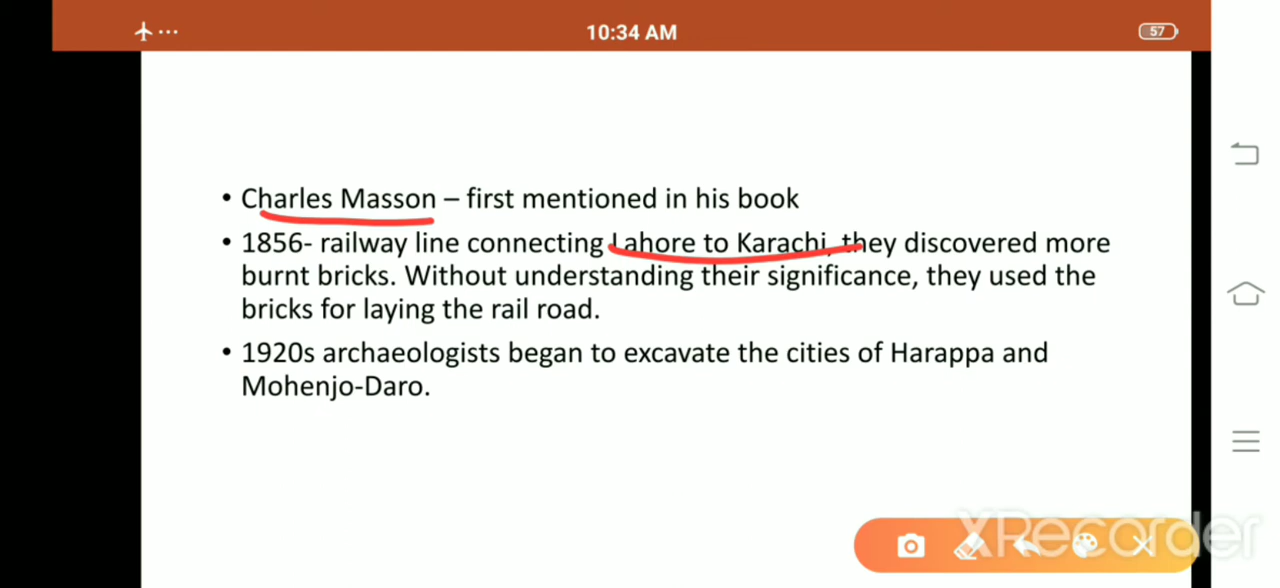 10:34 AM
57
• Charles Masson – first mentioned in his book
• 1856- railway line connecting Lahore to Karachi, they discovered more
burnt bricks. Without understanding their significance, they used the
bricks for laying the rail road.
• 1920s archaeologists began to excavate the cities of Harappa and
Mohenjo-Daro.
XRecorder